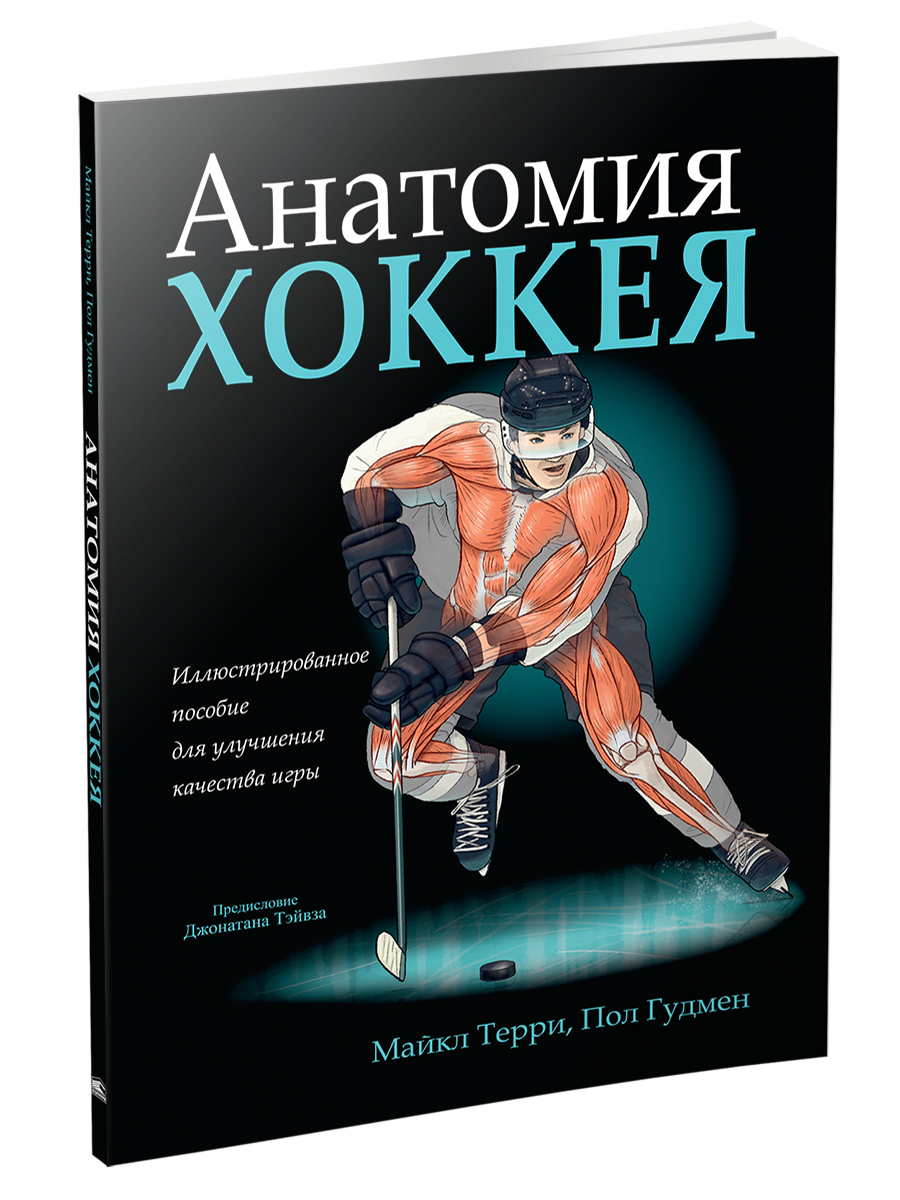 Анатомия
ХОККЕЯ
Иллюстрированное
пособие
для улучшения
качества игры
Предисловие
Джонатана Тэйвза
Майкл Терри, Пол Гудмен
Майкл Терри, Пол Гудмен
АНАТОМИЯ ХОККЕЯ